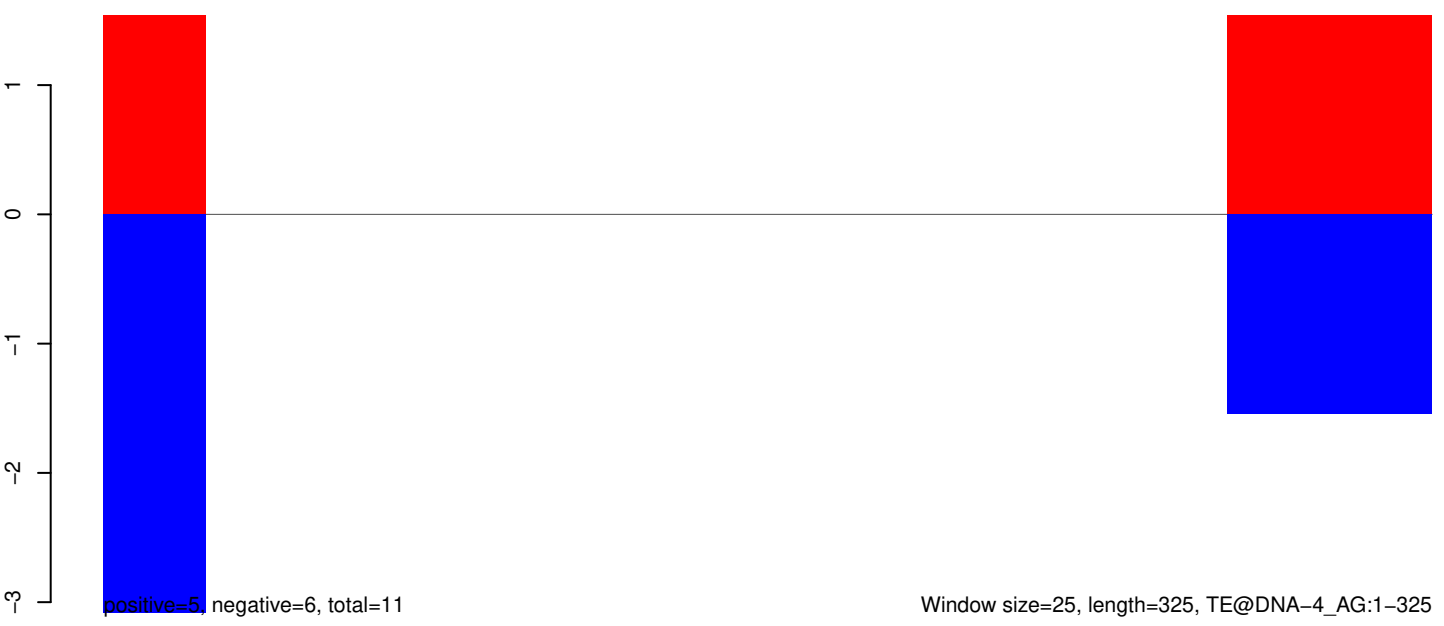 1
0
−1
−2
−3
positive=5, negative=6, total=11
Window size=25, length=325, TE@DNA−4_AG:1−325